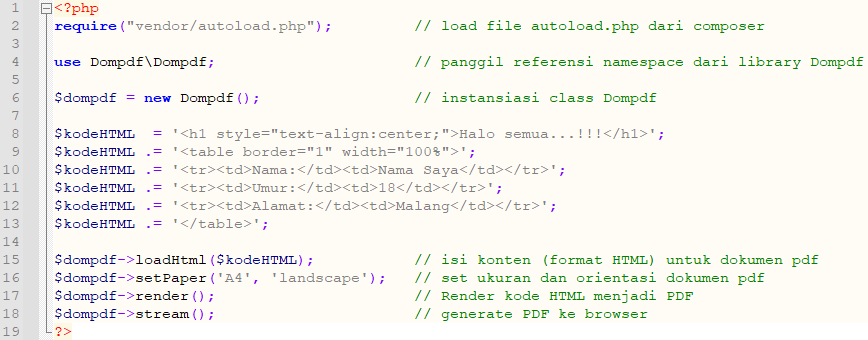 1 <?php
2 require("vendor/autoload.php"); // load file autoload.php dari composer
3
4 use Dompdf\Dompdf; // panggil referensi namespace dari library Dompdf
5
6 $dompdf = new Dompdf(); // instansiasi class Dompdf
7
8 $kodeHTML  = '<h1 style="text-align:center;">Halo semua...!!!</h1>';
9 $kodeHTML .= '<table border="1" width="100%">';
10 $kodeHTML .= '<tr><td>Nama:</td><td>Nama Saya</td></tr>';
11 $kodeHTML .= '<tr><td>Umur:</td><td>18</td></tr>';
12 $kodeHTML .= '<tr><td>Alamat:</td><td>Malang</td></tr>';
13 $kodeHTML .= '</table>';
14
15 $dompdf->loadHtml($kodeHTML); // isi konten (format HTML) untuk dokumen pdf
16 $dompdf->setPaper('A4', 'landscape'); // set ukuran dan orientasi dokumen pdf
17 $dompdf->render(); // Render kode HTML menjadi PDF
18 $dompdf->stream(); // generate PDF ke browser
19 ?>